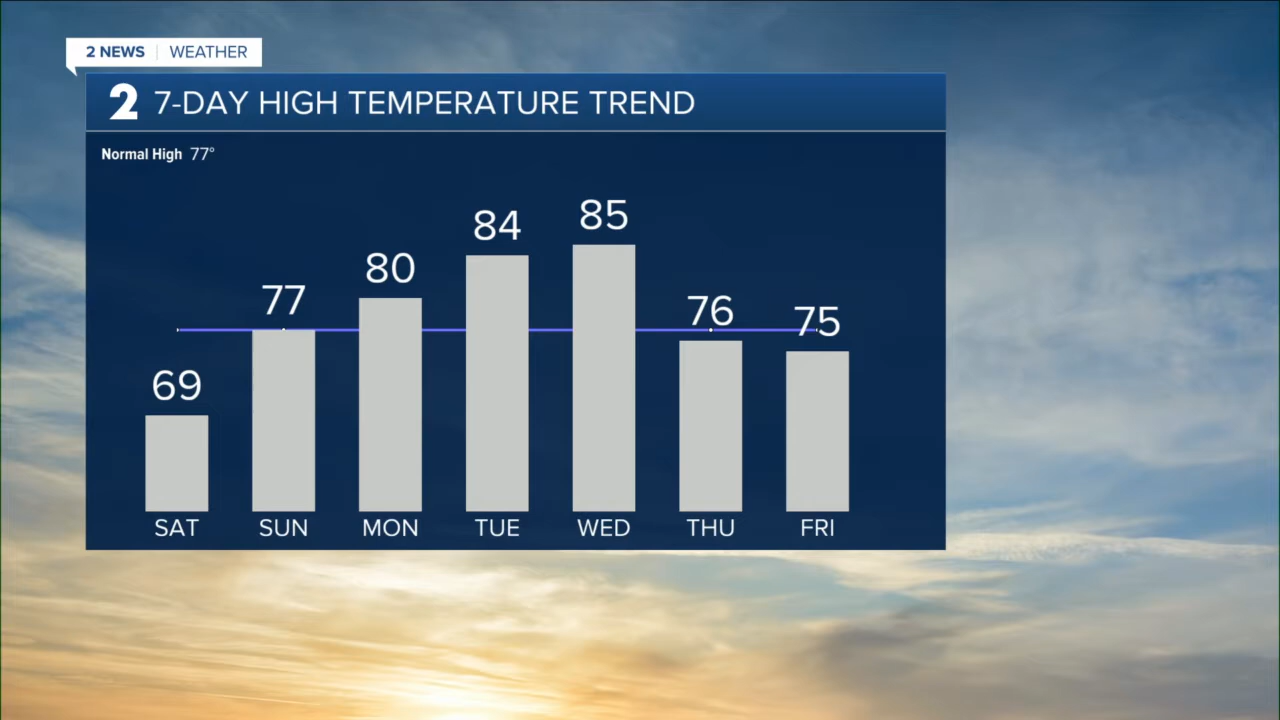 2 NEWS | WEATHER
2 7-DAY HIGH TEMPERATURE TREND
Normal High 77°
69 77 80 84 85 76 75
SAT SUN MON TUE WED THU FRI